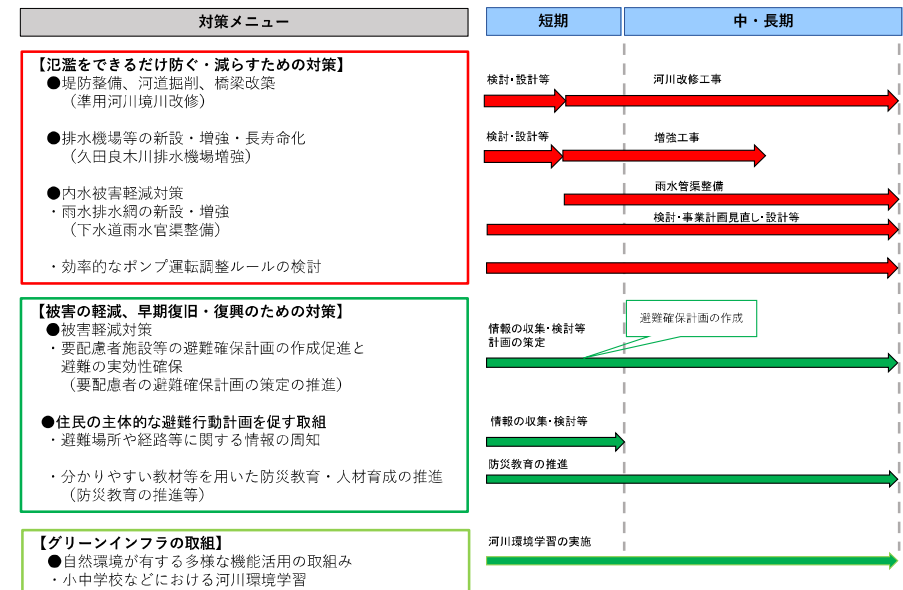 対策メニュー
短期
中・長期
【氾濫をできるだけ防ぐ・減らすための対策】
●堤防整備、河道掘削、橋梁改築
（準用河川境川改修）
検討・設計等
河川改修工事
●排水機場等の新設・増強・長寿命化
（久田良木川排水機場増強）
検討・設計等
増強工事
●内水被害軽減対策
・雨水排水網の新設・増強
（下水道雨水官渠整備）
雨水管渠整備
検討・事業計画見直し・設計等
・効率的なポンプ運転調整ルールの検討
【被害の軽減、早期復旧・復興のための対策】
●被害軽減対策
・要配慮者施設等の避難確保計画の作成促進と
避難の実効性確保
（要配慮者の避難確保計画の策定の推進）
情報の収集・検討等
計画の策定
避難確保計画の作成
●住民の主体的な避難行動計画を促す取組
・避難場所や経路等に関する情報の周知
情報の収集・検討等
・分かりやすい教材等を用いた防災教育・人材育成の推進
（防災教育の推進等）
防災教育の推進
【グリーンインフラの取組】
●自然環境が有する多様な機能活用の取組み
・小中学校などにおける河川環境学習
河川環境学習の実施